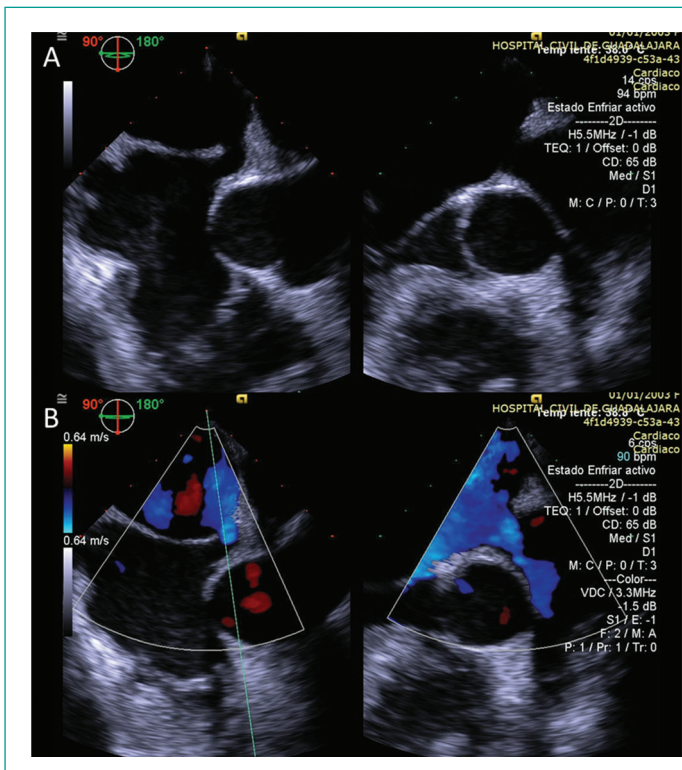 A
90° 180°
01/01/2003 F
HOSPITAL CIVIL DE GUADALAJARA
Temp lente: 38.0°C
4f1d4939-c53a-43
Cardiaco
14 cps
Cardiaco
94 bpm
Estado Enfriar activo
--------2D--------
H5.5MHz / -1 dB
TEQ: 1 / Offset: 0 dB
CD: 65 dB
Med / S1
D1
M: C / P: 0 / T: 3
B
90° 180°
0.64 m/s
0.64 m/s
01/01/2003 F
HOSPITAL CIVIL DE GUADALAJARA
4f1d4939-c53a-43
Cardiaco
6 cps
Cardiaco
90 bpm
Estado Enfriar activo
--------2D--------
H5.5MHz / -1 dB
TEQ: 1 / Offset: 0 dB
CD: 65 dB
Med / S1
D1
M: C / P: 0 / T: 3
---Color---
VDC / 3.3MHz
-1.5 dB
S1 / E: -1
F: 2 / M: A
P: 1 / Pr: 1 / Tr: 0